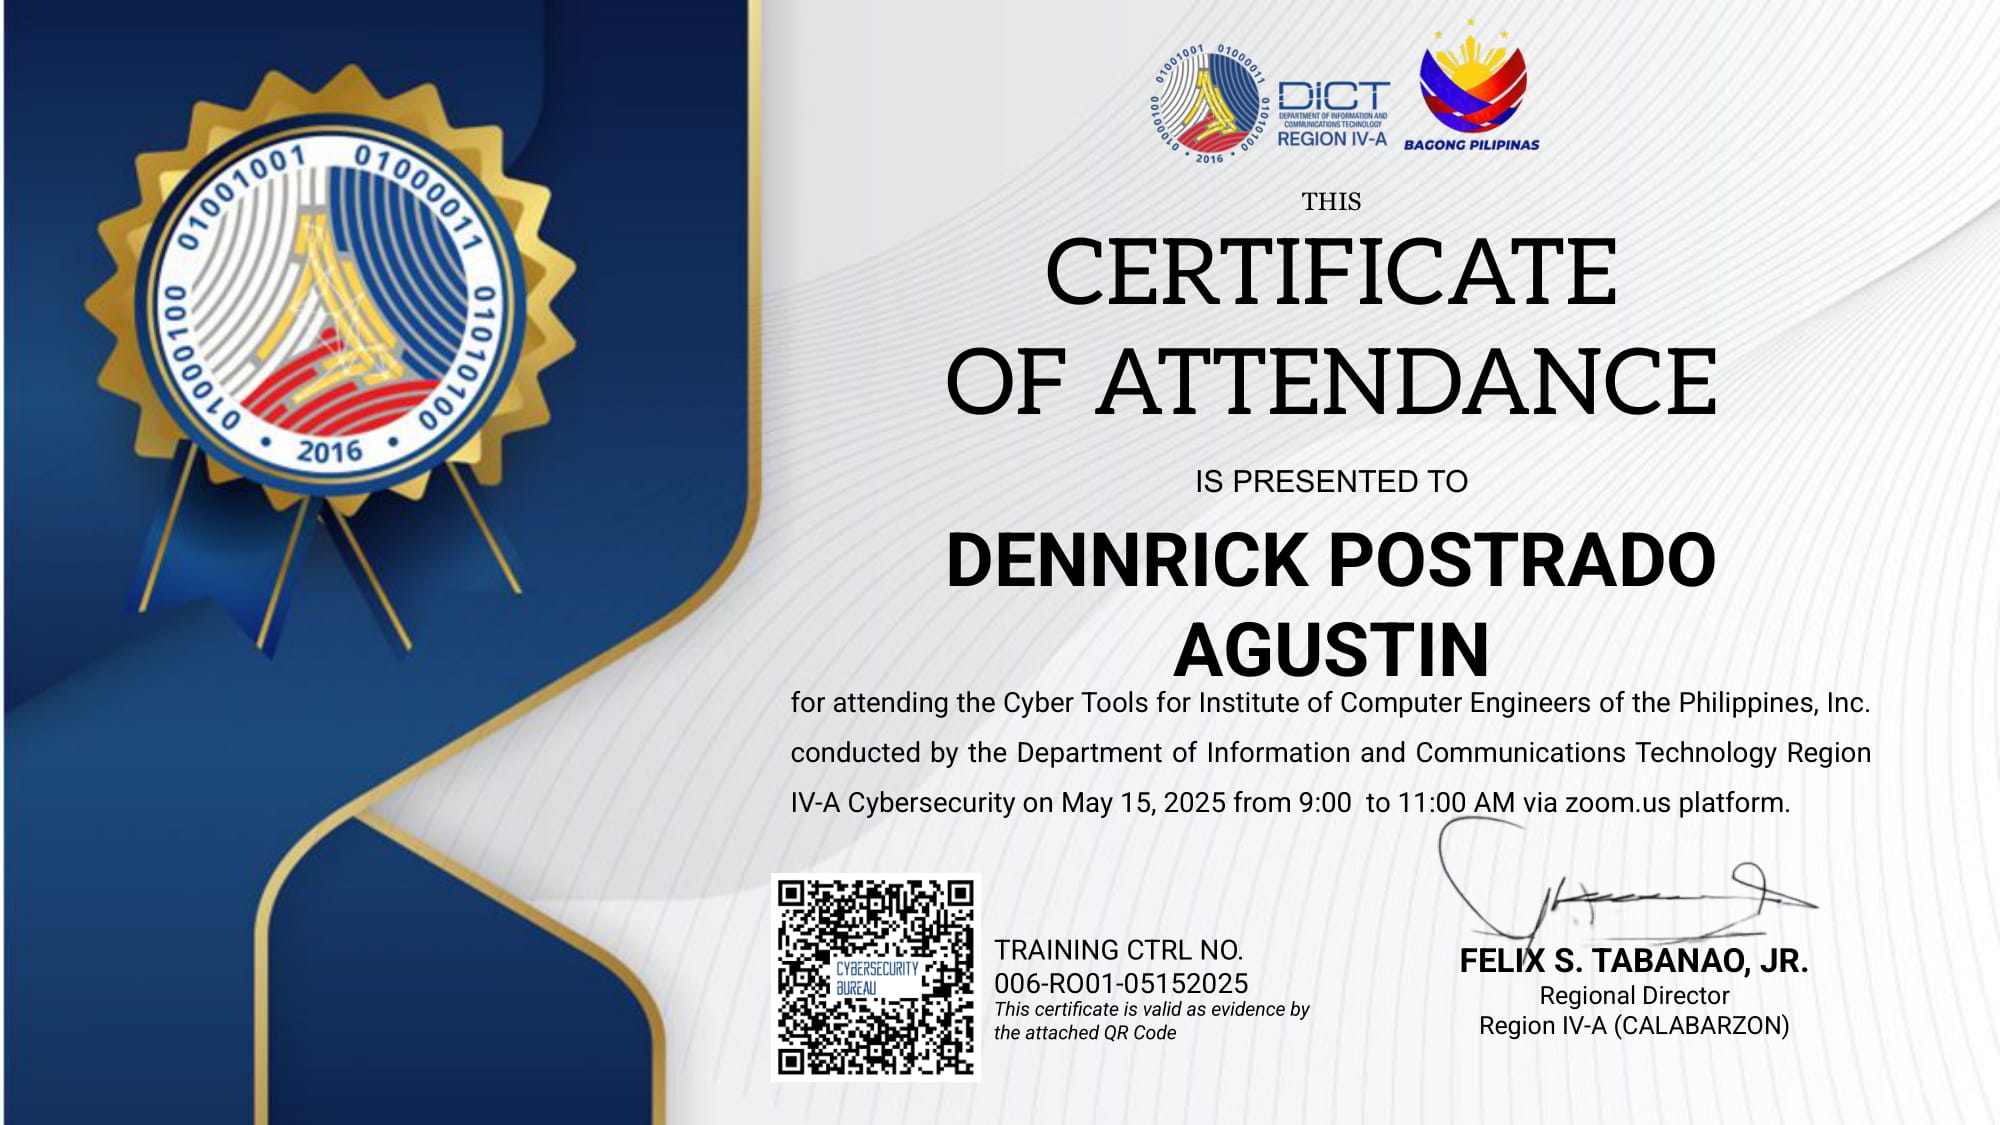 01001001 01000011 01010100 01000100
• 2016 •
01001001 01000011 01010100 01000100
• 2016 •
DICT
DEPARTMENT OF INFORMATION AND
COMMUNICATIONS TECHNOLOGY
REGION IV-A
BAGONG PILIPINAS
THIS
CERTIFICATE
OF ATTENDANCE
IS PRESENTED TO
DENNRICK POSTRADO
AGUSTIN
for attending the Cyber Tools for Institute of Computer Engineers of the Philippines, Inc.
conducted by the Department of Information and Communications Technology Region
IV-A Cybersecurity on May 15, 2025 from 9:00 to 11:00 AM via zoom.us platform.
CYBERSECURITY
BUREAU
TRAINING CTRL NO.
006-RO01-05152025
This certificate is valid as evidence by
the attached QR Code
FELIX S. TABANAO, JR.
Regional Director
Region IV-A (CALABARZON)